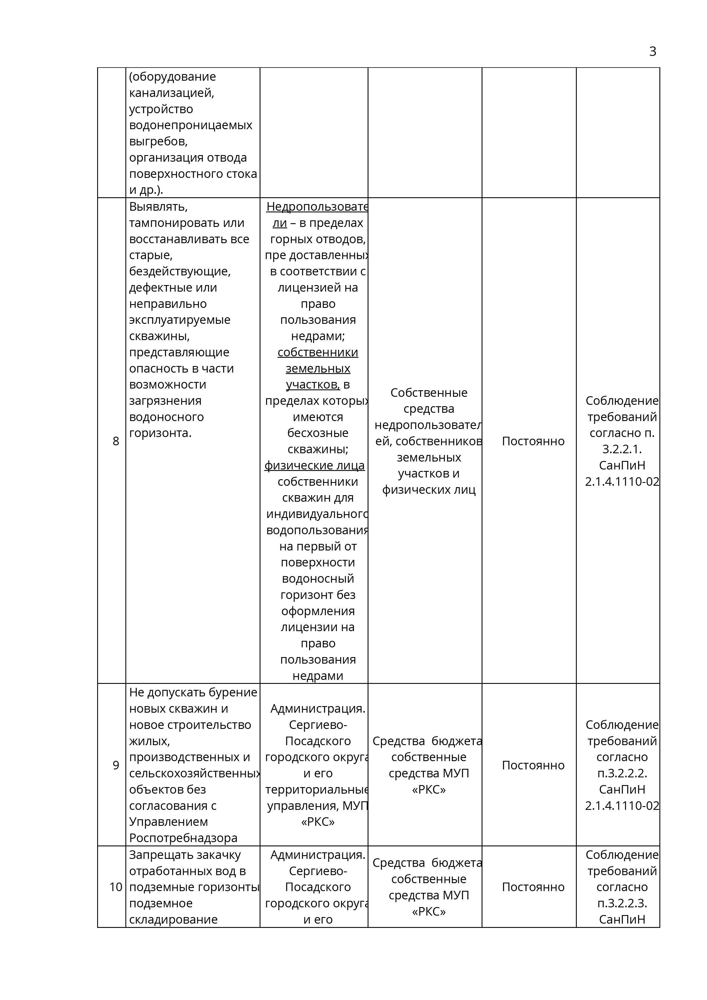 3
(оборудование
канализацией,
устройство
водонепроницаемых
выгребов,
организация отвода
поверхностного стока
и др.).
8
Выявлять,
тампонировать или
восстанавливать все
старые,
бездействующие,
дефектные или
неправильно
эксплуатируемые
скважины,
представляющие
опасность в части
возможности
загрязнения
водоносного
горизонта.
Недропользовате
ли – в пределах
горных отводов,
пре доставленных
в соответствии с
лицензией на
право
пользования
недрами;
собственники
земельных
участков, в
пределах которых
имеются
бесхозные
скважины;
физические лица
собственники
скважин для
индивидуального
водопользования
на первый от
поверхности
водоносный
горизонт без
оформления
лицензии на
право
пользования
недрами
Собственные
средства
недропользовател
ей, собственников
земельных
участков и
физических лиц
Постоянно
Соблюдение
требований
согласно п.
3.2.2.1.
СанПиН
2.1.4.1110-02
9
Не допускать бурение
новых скважин и
новое строительство
жилых,
производственных и
сельскохозяйственных
объектов без
согласования с
Управлением
Роспотребнадзора
Администрация.
Сергиево-
Посадского
городского округа
и его
территориальные
управления, МУП
«РКС»
Средства бюджета
собственные
средства МУП
«РКС»
Постоянно
Соблюдение
требований
согласно
п.3.2.2.2.
СанПиН
2.1.4.1110-02
10
Запрещать закачку
отработанных вод в
подземные горизонты
подземное
складирование
Администрация.
Сергиево-
Посадского
городского округа
и его
Средства бюджета
собственные
средства МУП
«РКС»
Постоянно
Соблюдение
требований
согласно
п.3.2.2.3.
СанПиН